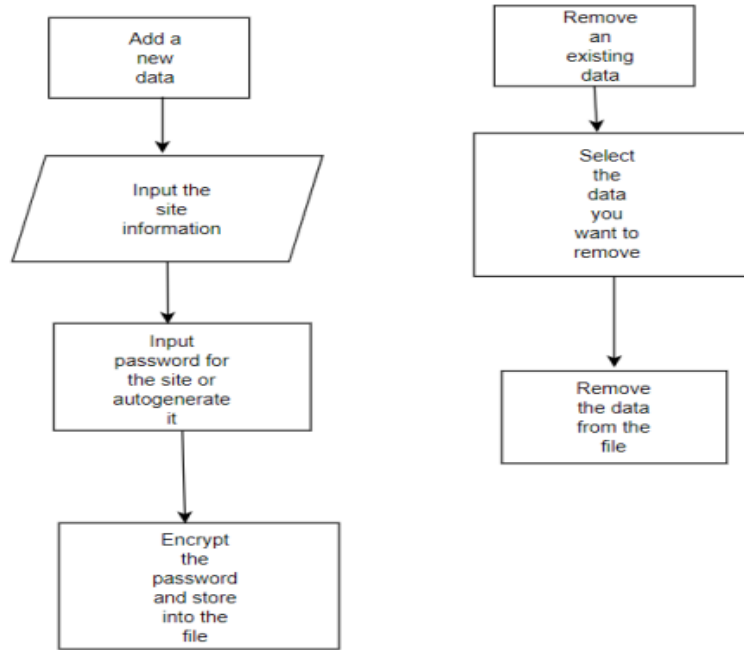 Add a
new
data
Input the
site
information
Input
password for
the site or
autogenerate
it
Encrypt
the
password
and store
into the
file
Remove
an
existing
data
Select
the
data
you
want to
remove
Remove
the data
from the
file